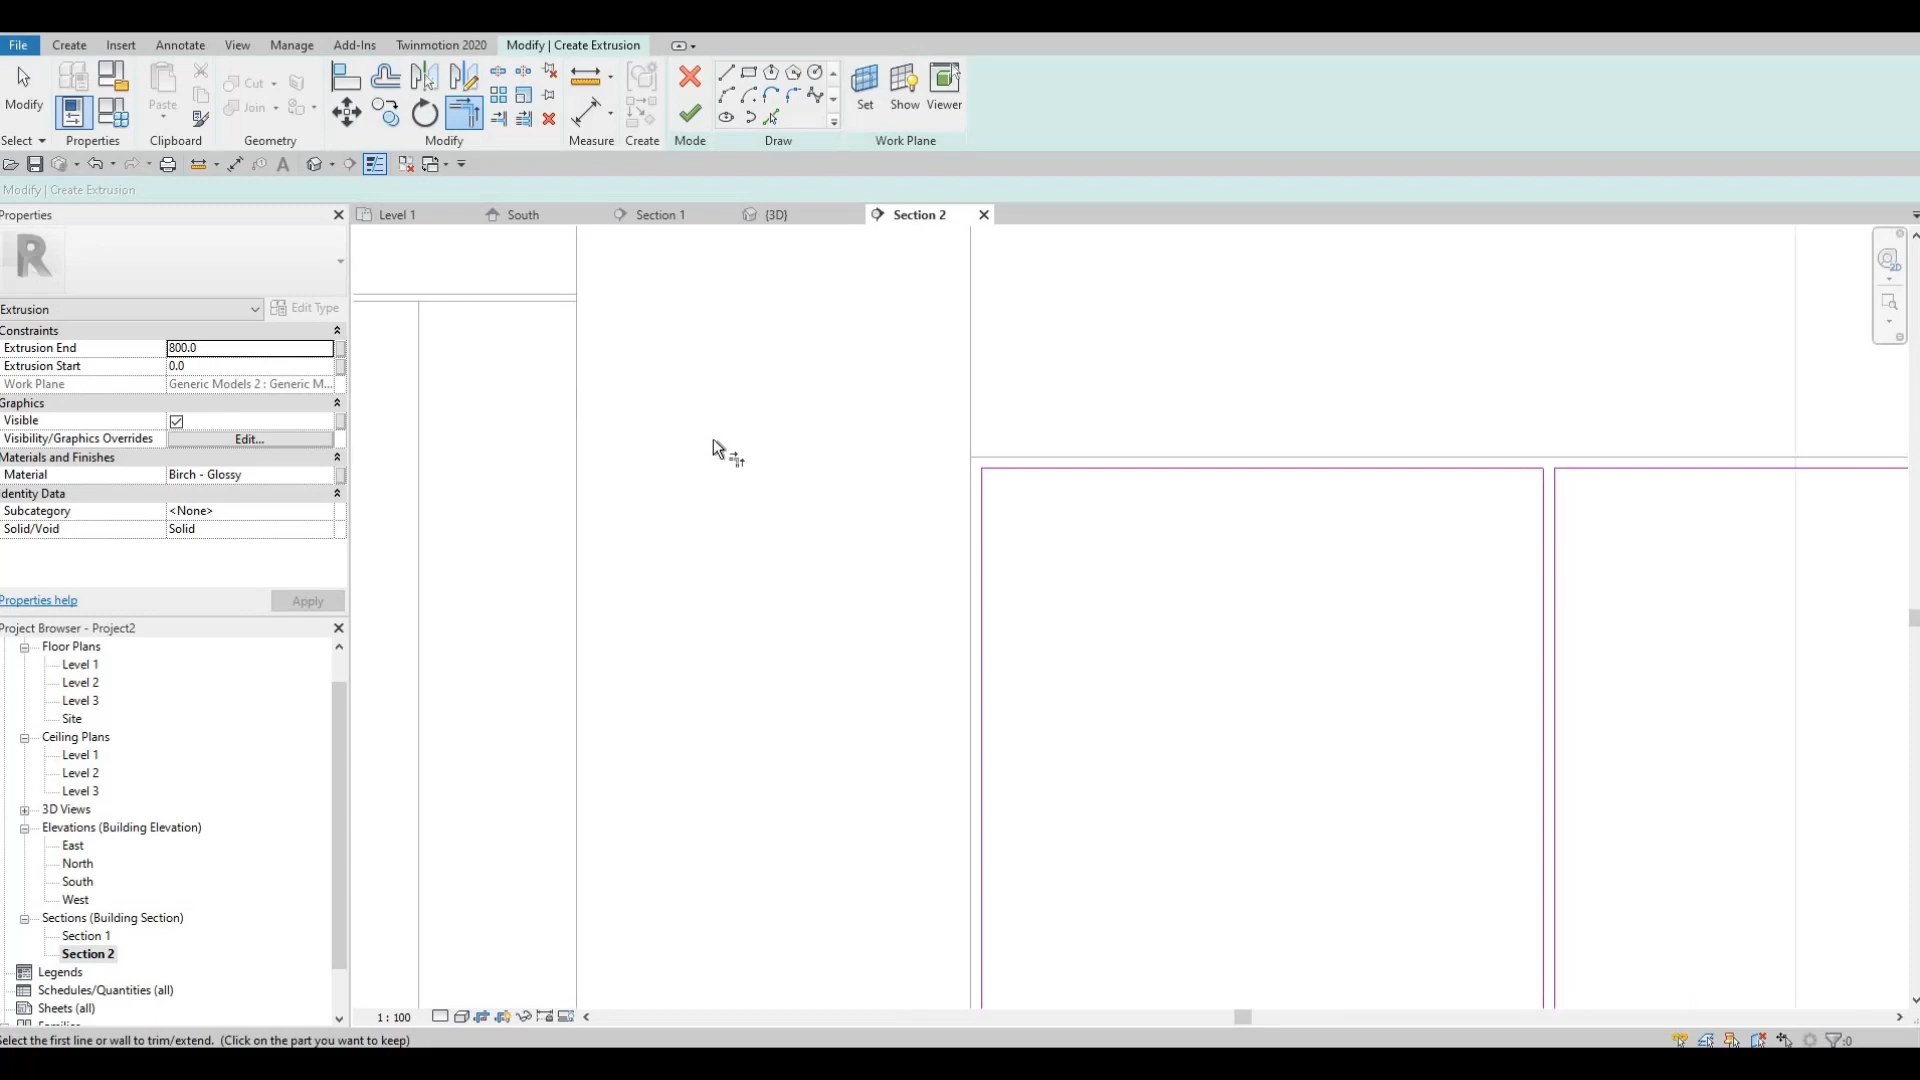 File Create Insert Annotate View Manage Add-Ins Twinmotion 2020 Modify | Create Extrusion
Modify Paste Cut Join Set Show Viewer
Select Properties Clipboard Geometry Modify Measure Create Mode Draw Work Plane
Modify | Create Extrusion
Properties
Level 1 South Section 1 {3D} Section 2
R
Extrusion Edit Type
Constraints
Extrusion End 800.0
Extrusion Start 0.0
Work Plane Generic Models 2 : Generic M...
Graphics
Visible
Visibility/Graphics Overrides Edit...
Materials and Finishes
Material Birch - Glossy
Identity Data
Subcategory <None>
Solid/Void Solid
Properties help Apply
Project Browser - Project2
Floor Plans
Level 1
Level 2
Level 3
Site
Ceiling Plans
Level 1
Level 2
Level 3
3D Views
Elevations (Building Elevation)
East
North
South
West
Sections (Building Section)
Section 1
Section 2
Legends
Schedules/Quantities (all)
Sheets (all)
1 : 100
Select the first line or wall to trim/extend. (Click on the part you want to keep)
:0